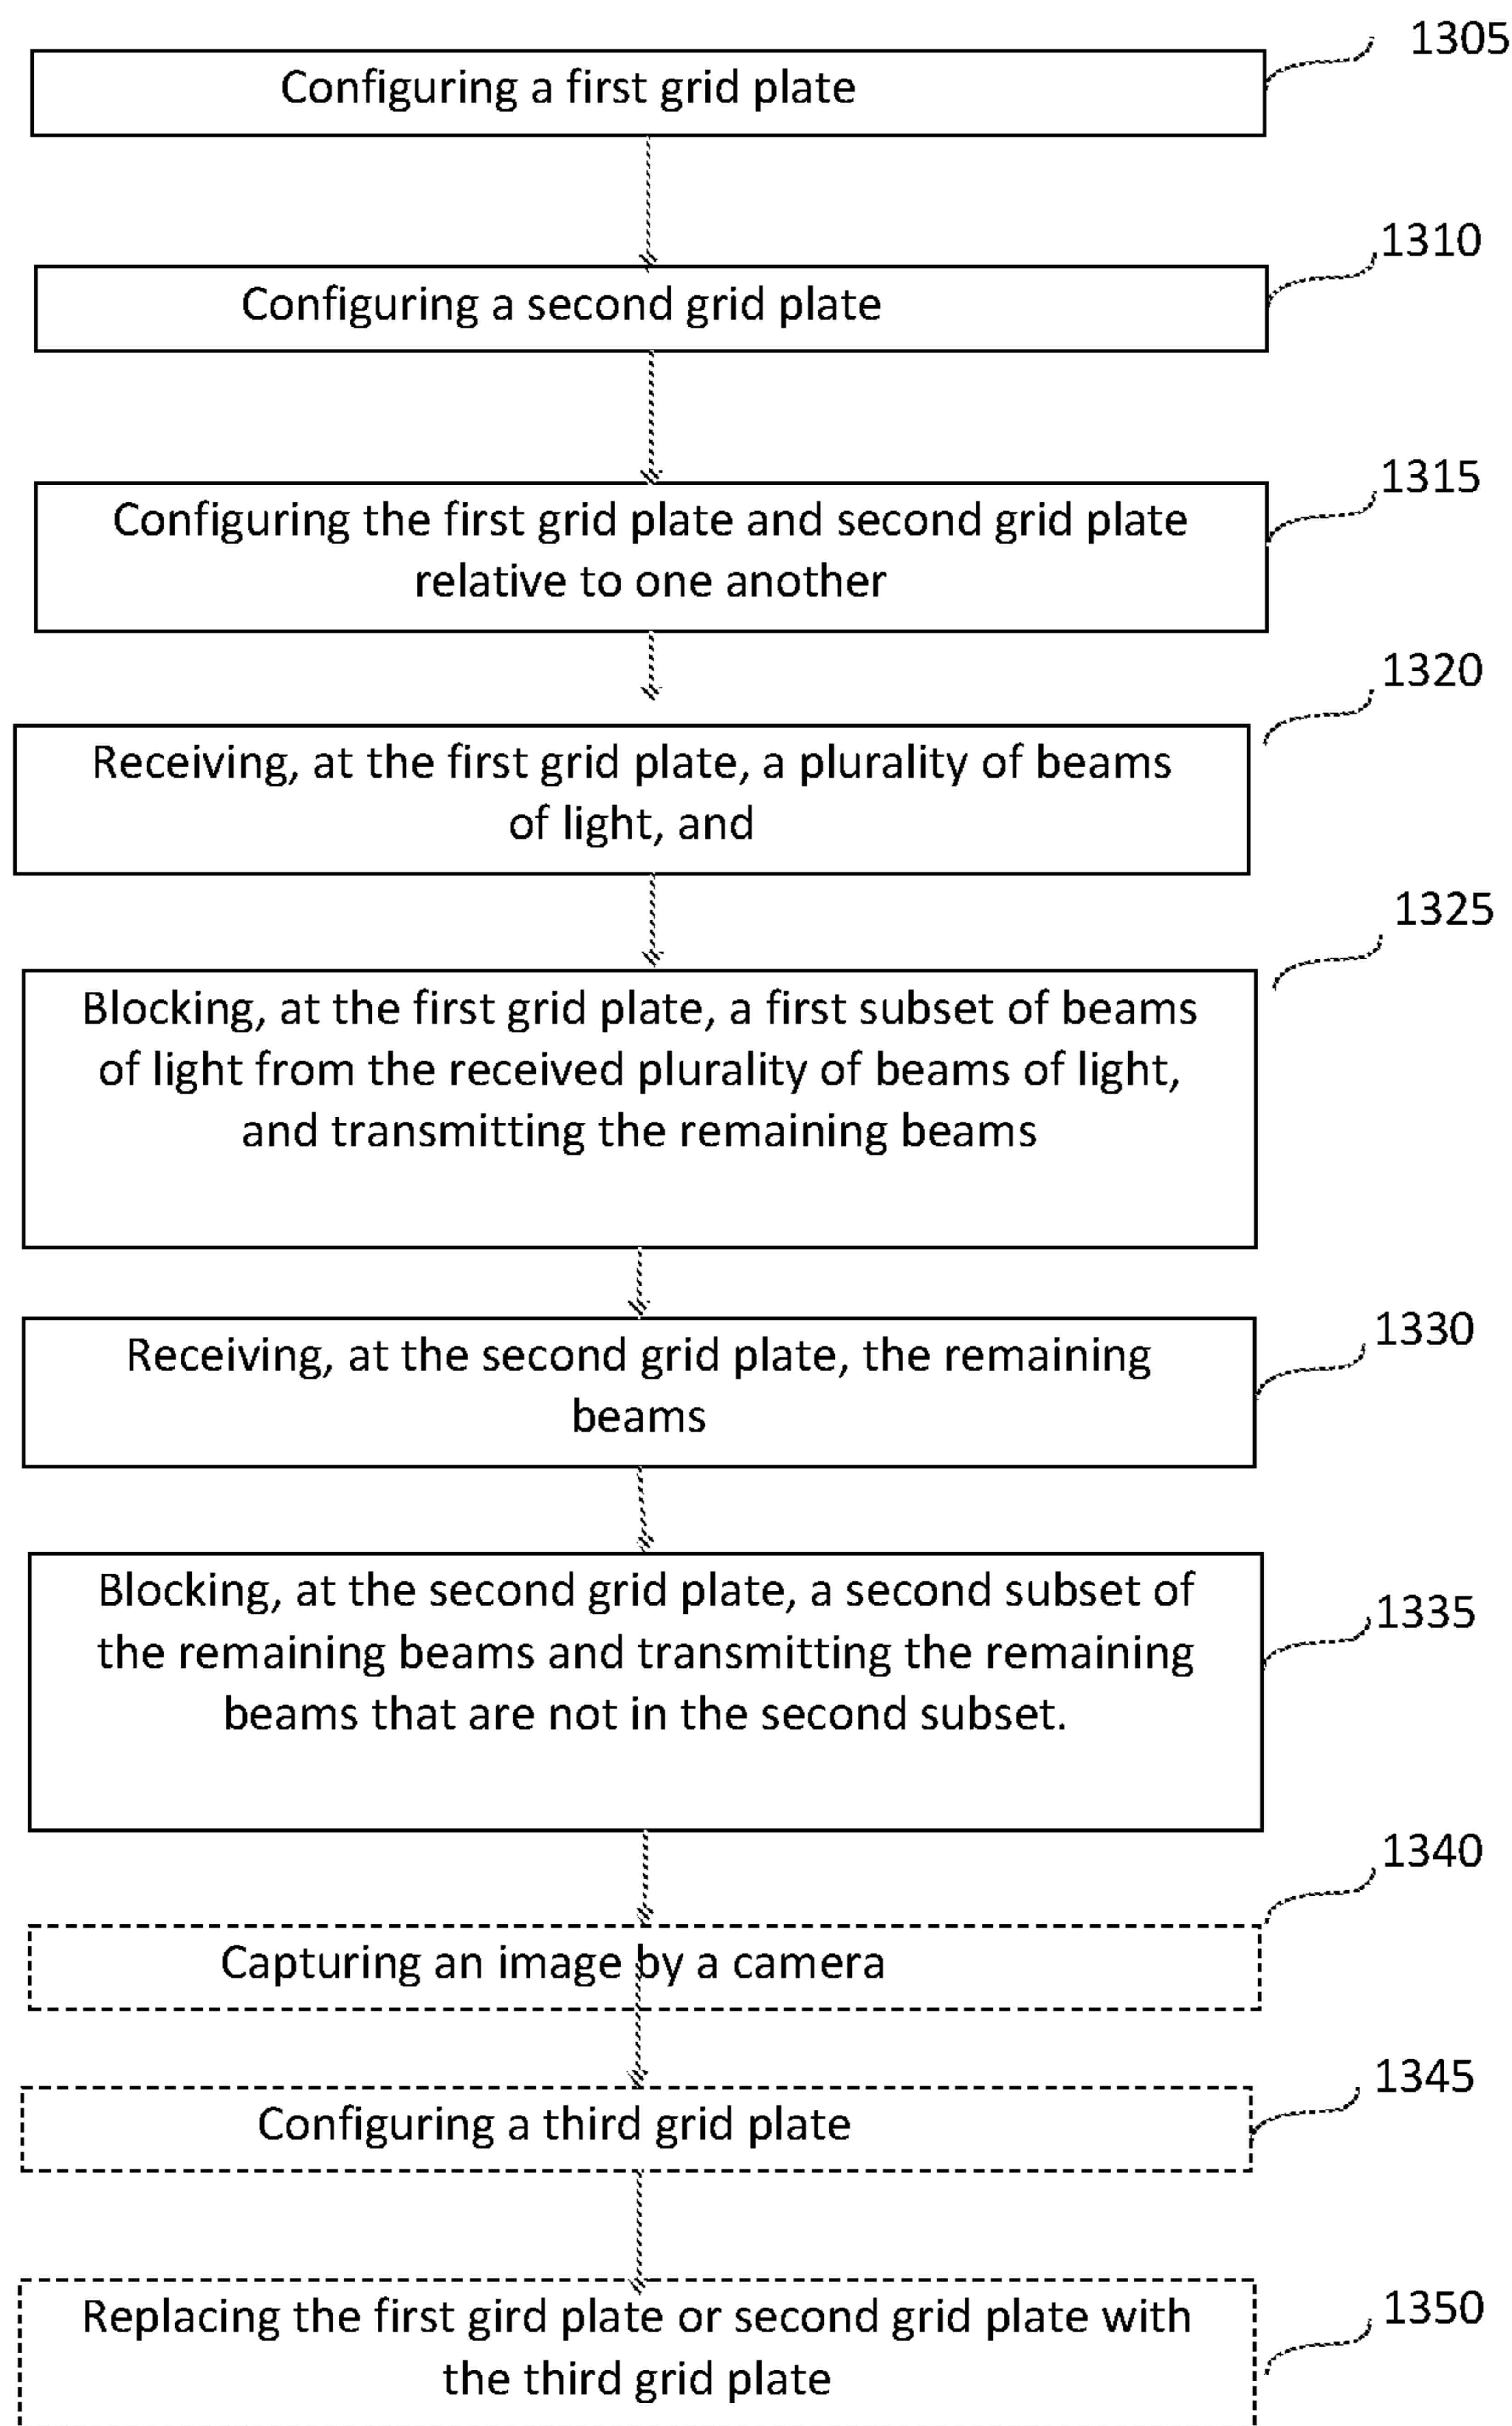 1305
Configuring a first grid plate
1310
Configuring a second grid plate
1315
Configuring the first grid plate and second grid plate
relative to one another
1320
Receiving, at the first grid plate, a plurality of beams
of light, and
1325
Blocking, at the first grid plate, a first subset of beams
of light from the received plurality of beams of light,
and transmitting the remaining beams
1330
Receiving, at the second grid plate, the remaining
beams
1335
Blocking, at the second grid plate, a second subset of
the remaining beams and transmitting the remaining
beams that are not in the second subset.
1340
Capturing an image by a camera
1345
Configuring a third grid plate
1350
Replacing the first gird plate or second grid plate with
the third grid plate